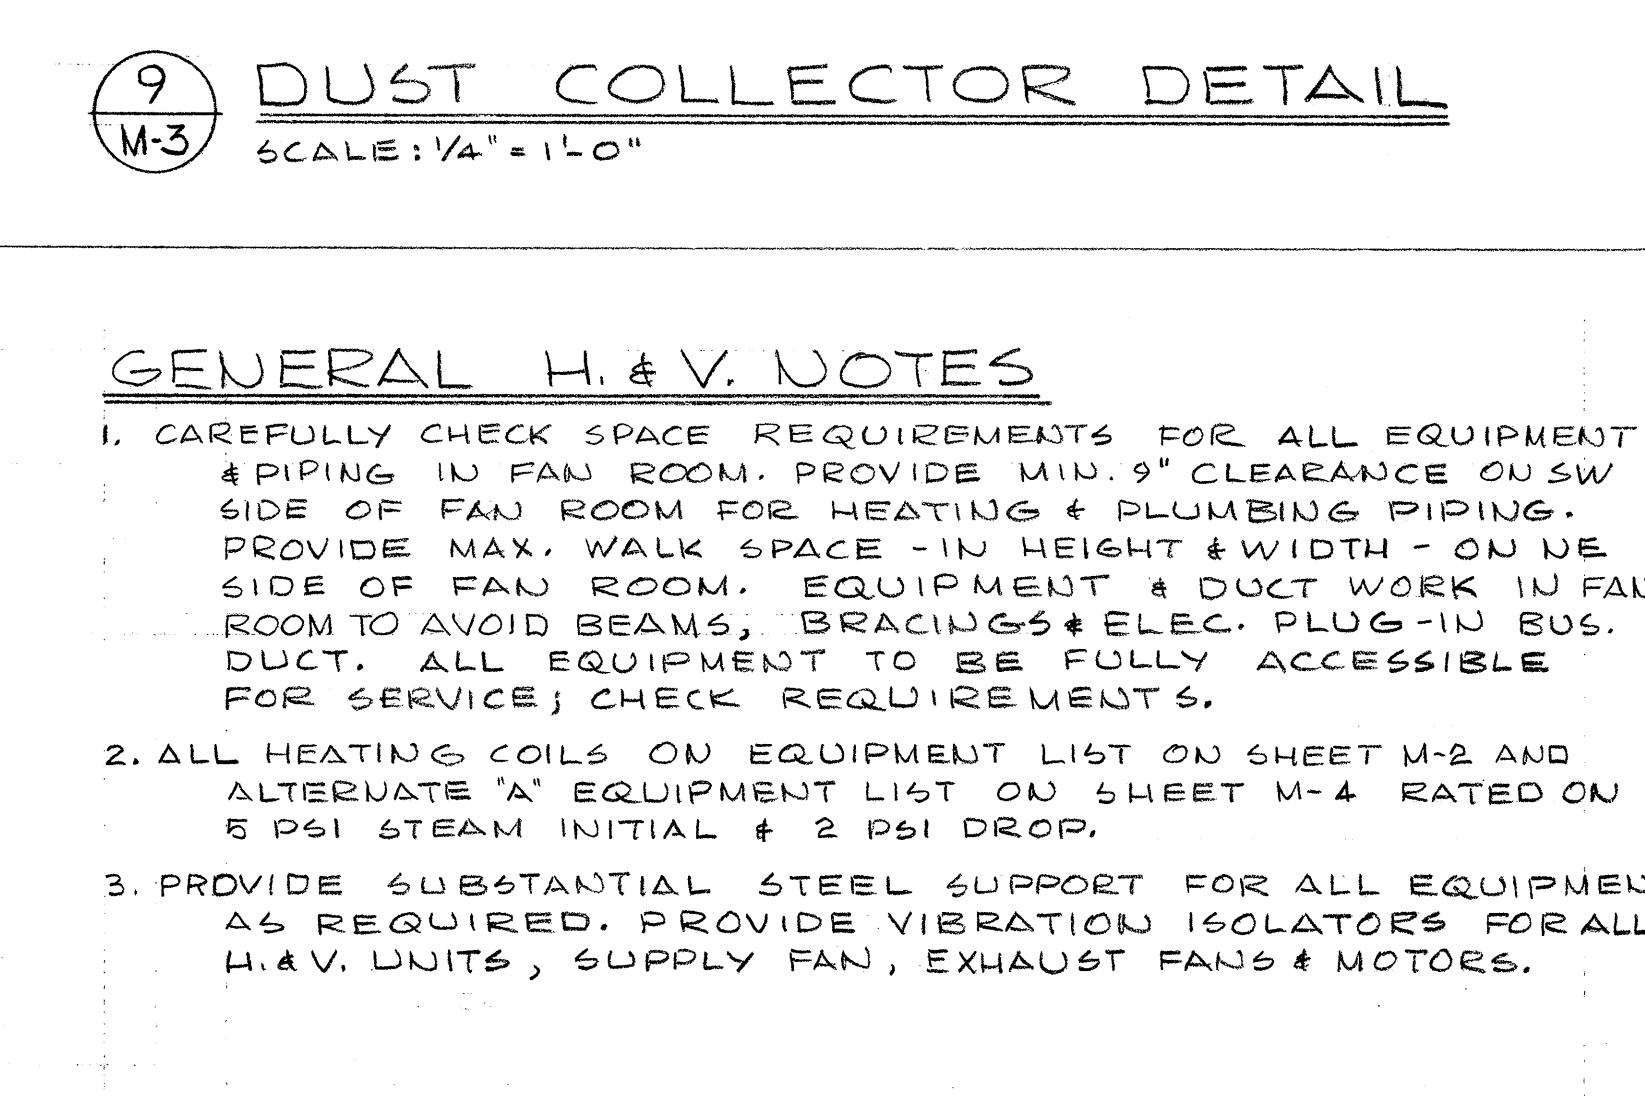 9
M-3
DUST COLLECTOR DETAIL
SCALE: 1/4" = 1'-0"
GENERAL H. & V. NOTES
1. CAREFULLY CHECK SPACE REQUIREMENTS FOR ALL EQUIPMENT
& PIPING IN FAN ROOM. PROVIDE MIN. 9" CLEARANCE ON SW
SIDE OF FAN ROOM FOR HEATING & PLUMBING PIPING.
PROVIDE MAX. WALK SPACE - IN HEIGHT & WIDTH - ON NE
SIDE OF FAN ROOM. EQUIPMENT & DUCT WORK IN FAN
ROOM TO AVOID BEAMS, BRACINGS & ELEC. PLUG-IN BUS.
DUCT. ALL EQUIPMENT TO BE FULLY ACCESSIBLE
FOR SERVICE; CHECK REQUIREMENTS.
2. ALL HEATING COILS ON EQUIPMENT LIST ON SHEET M-2 AND
ALTERNATE "A" EQUIPMENT LIST ON SHEET M-4 RATED ON
5 PSI STEAM INITIAL & 2 PSI DROP.
3. PROVIDE SUBSTANTIAL STEEL SUPPORT FOR ALL EQUIPMEN
AS REQUIRED. PROVIDE VIBRATION ISOLATORS FOR ALL
H. & V. UNITS, SUPPLY FAN, EXHAUST FANS & MOTORS.